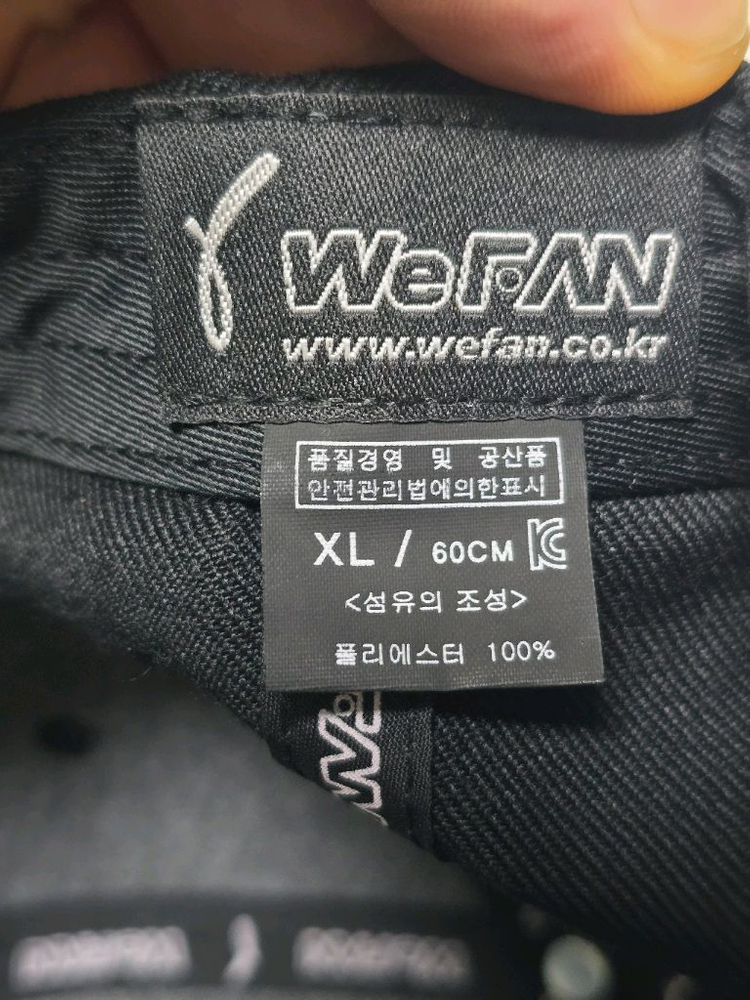 WeFAN
www.wefan.co.kr
품질경영 및 공산품
안전관리법에의한표시
XL / 60CM KC
<섬유의 조성>
폴리에스터 100%